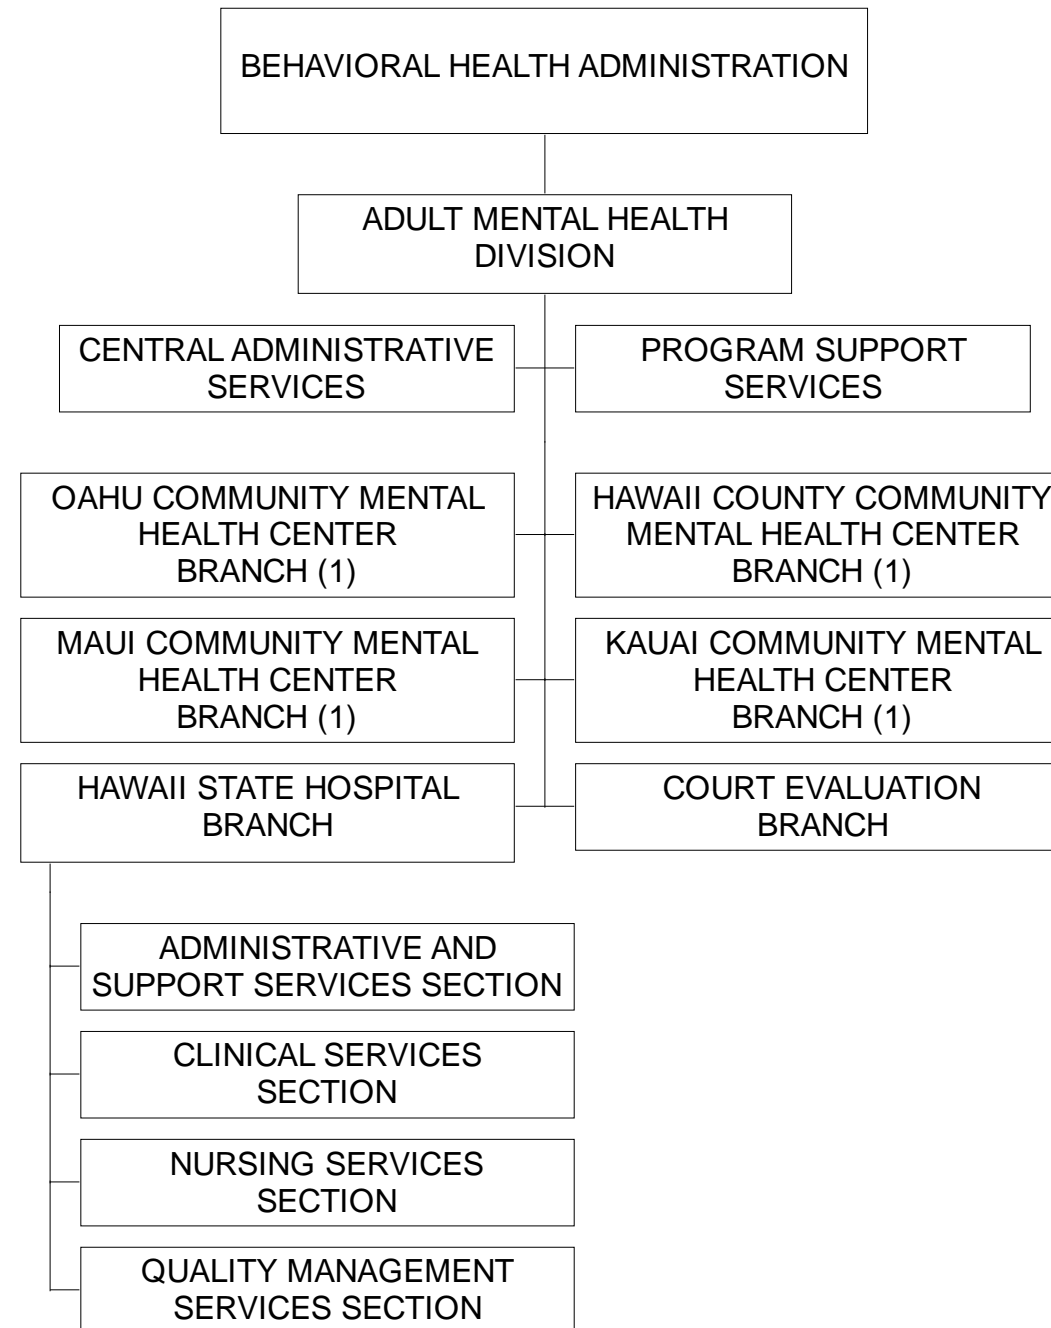 BEHAVIORAL HEALTH ADMINISTRATION
ADULT MENTAL HEALTH
DIVISION
CENTRAL ADMINISTRATIVE
SERVICES
PROGRAM SUPPORT
SERVICES
OAHU COMMUNITY MENTAL
HEALTH CENTER
BRANCH (1)
HAWAII COUNTY COMMUNITY
MENTAL HEALTH CENTER
BRANCH (1)
MAUI COMMUNITY MENTAL
HEALTH CENTER
BRANCH (1)
KAUAI COMMUNITY MENTAL
HEALTH CENTER
BRANCH (1)
HAWAII STATE HOSPITAL
BRANCH
COURT EVALUATION
BRANCH
ADMINISTRATIVE AND
SUPPORT SERVICES SECTION
CLINICAL SERVICES
SECTION
NURSING SERVICES
SECTION
QUALITY MANAGEMENT
SERVICES SECTION